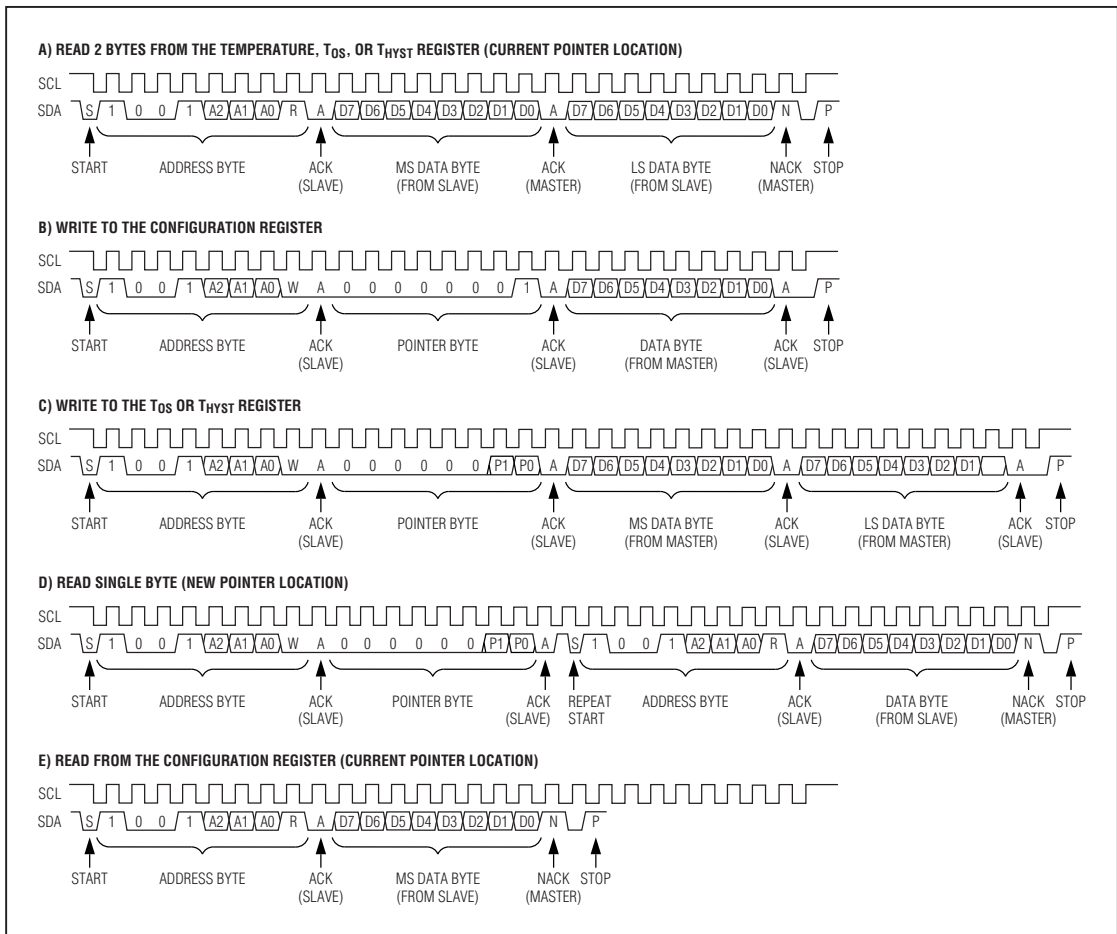 A) READ 2 BYTES FROM THE TEMPERATURE, TOS, OR THYST REGISTER (CURRENT POINTER LOCATION)
SCL
SDA S 1 0 0 1 A2 A1 A0 R A D7 D6 D5 D4 D3 D2 D1 D0 A D7 D6 D5 D4 D3 D2 D1 D0 N P
START ADDRESS BYTE ACK MS DATA BYTE ACK LS DATA BYTE NACK STOP
(SLAVE) (FROM SLAVE) (MASTER) (FROM SLAVE) (MASTER)
B) WRITE TO THE CONFIGURATION REGISTER
SCL
SDA S 1 0 0 1 A2 A1 A0 W A 0 0 0 0 0 0 0 1 A D7 D6 D5 D4 D3 D2 D1 D0 A P
START ADDRESS BYTE ACK POINTER BYTE ACK DATA BYTE ACK STOP
(SLAVE) (SLAVE) (FROM MASTER) (SLAVE)
C) WRITE TO THE TOS OR THYST REGISTER
SCL
SDA S 1 0 0 1 A2 A1 A0 W A 0 0 0 0 0 0 P1 P0 A D7 D6 D5 D4 D3 D2 D1 D0 A D7 D6 D5 D4 D3 D2 D1 A P
START ADDRESS BYTE ACK POINTER BYTE ACK MS DATA BYTE ACK LS DATA BYTE ACK STOP
(SLAVE) (SLAVE) (FROM MASTER) (SLAVE) (FROM MASTER) (SLAVE)
D) READ SINGLE BYTE (NEW POINTER LOCATION)
SCL
SDA S 1 0 0 1 A2 A1 A0 W A 0 0 0 0 0 0 P1 P0 A S 1 0 0 1 A2 A1 A0 R A D7 D6 D5 D4 D3 D2 D1 D0 N P
START ADDRESS BYTE ACK POINTER BYTE ACK REPEAT ADDRESS BYTE ACK DATA BYTE NACK STOP
(SLAVE) (SLAVE) START (SLAVE) (FROM SLAVE) (MASTER)
E) READ FROM THE CONFIGURATION REGISTER (CURRENT POINTER LOCATION)
SCL
SDA S 1 0 0 1 A2 A1 A0 R A D7 D6 D5 D4 D3 D2 D1 D0 N P
START ADDRESS BYTE ACK MS DATA BYTE NACK STOP
(SLAVE) (FROM SLAVE) (MASTER)